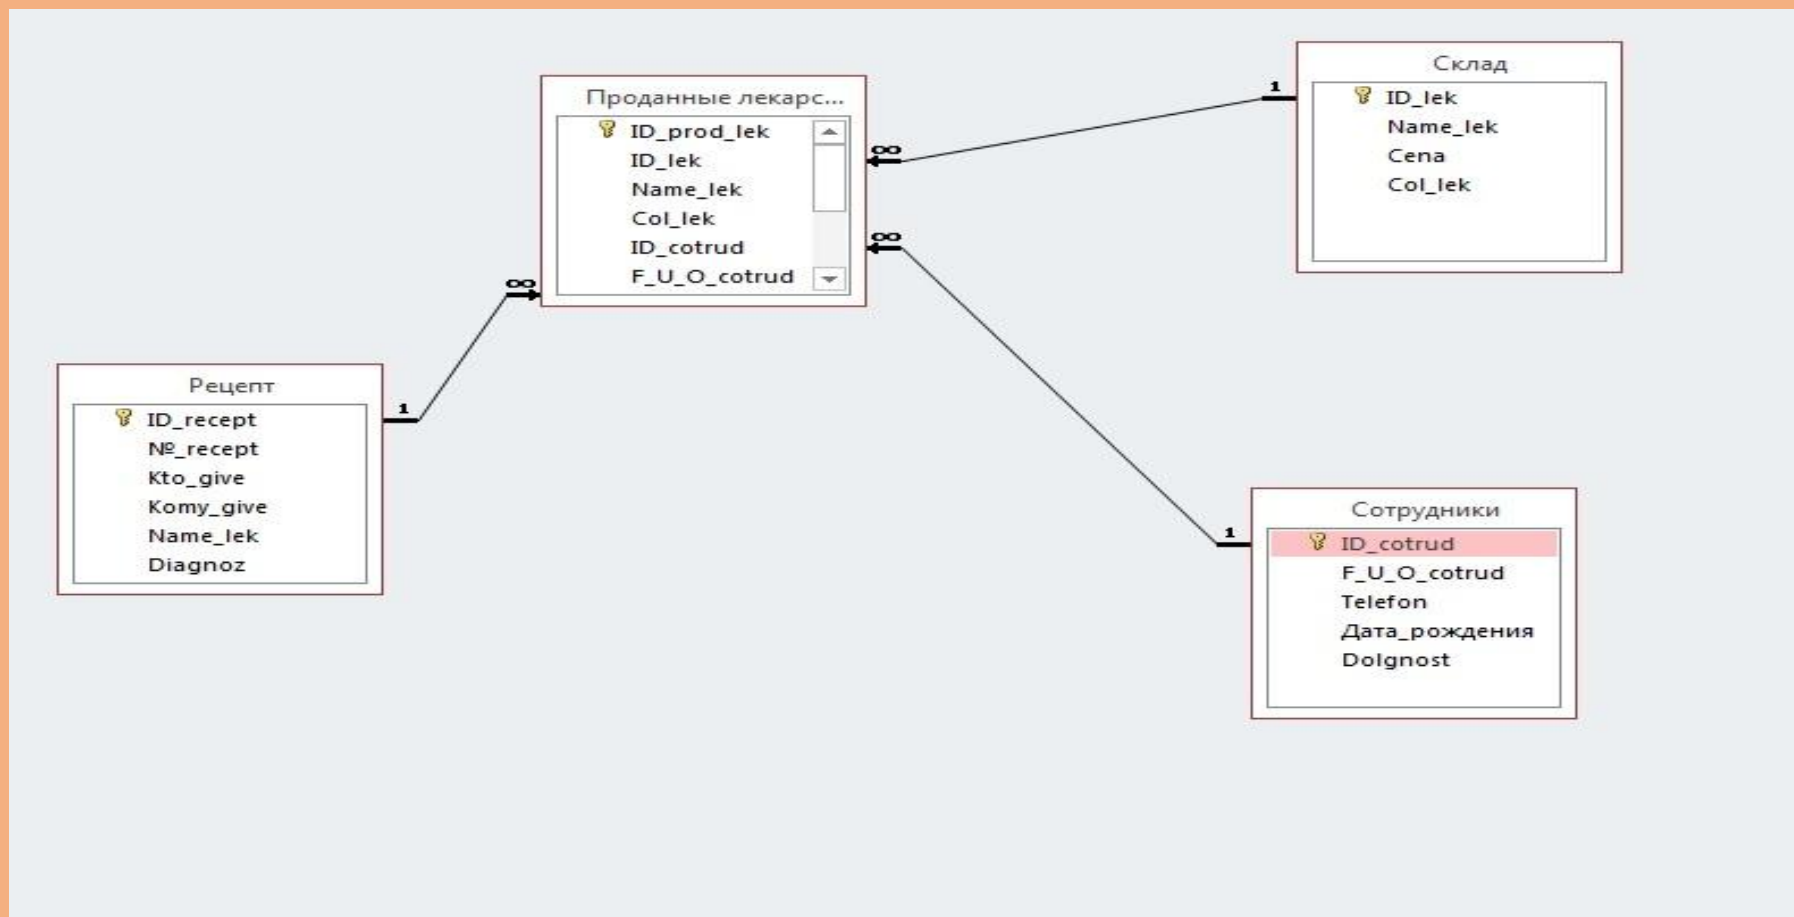 Проданные лекарс...
ID_prod_lek
ID_lek
Name_lek
Col_lek
ID_cotrud
F_U_O_cotrud
Склад
ID_lek
Name_lek
Cena
Col_lek
Рецепт
ID_recept
№_recept
Kto_give
Komy_give
Name_lek
Diagnoz
Сотрудники
ID_cotrud
F_U_O_cotrud
Telefon
Дата_рождения
Dolgnost
1
∞
∞
∞
1
1